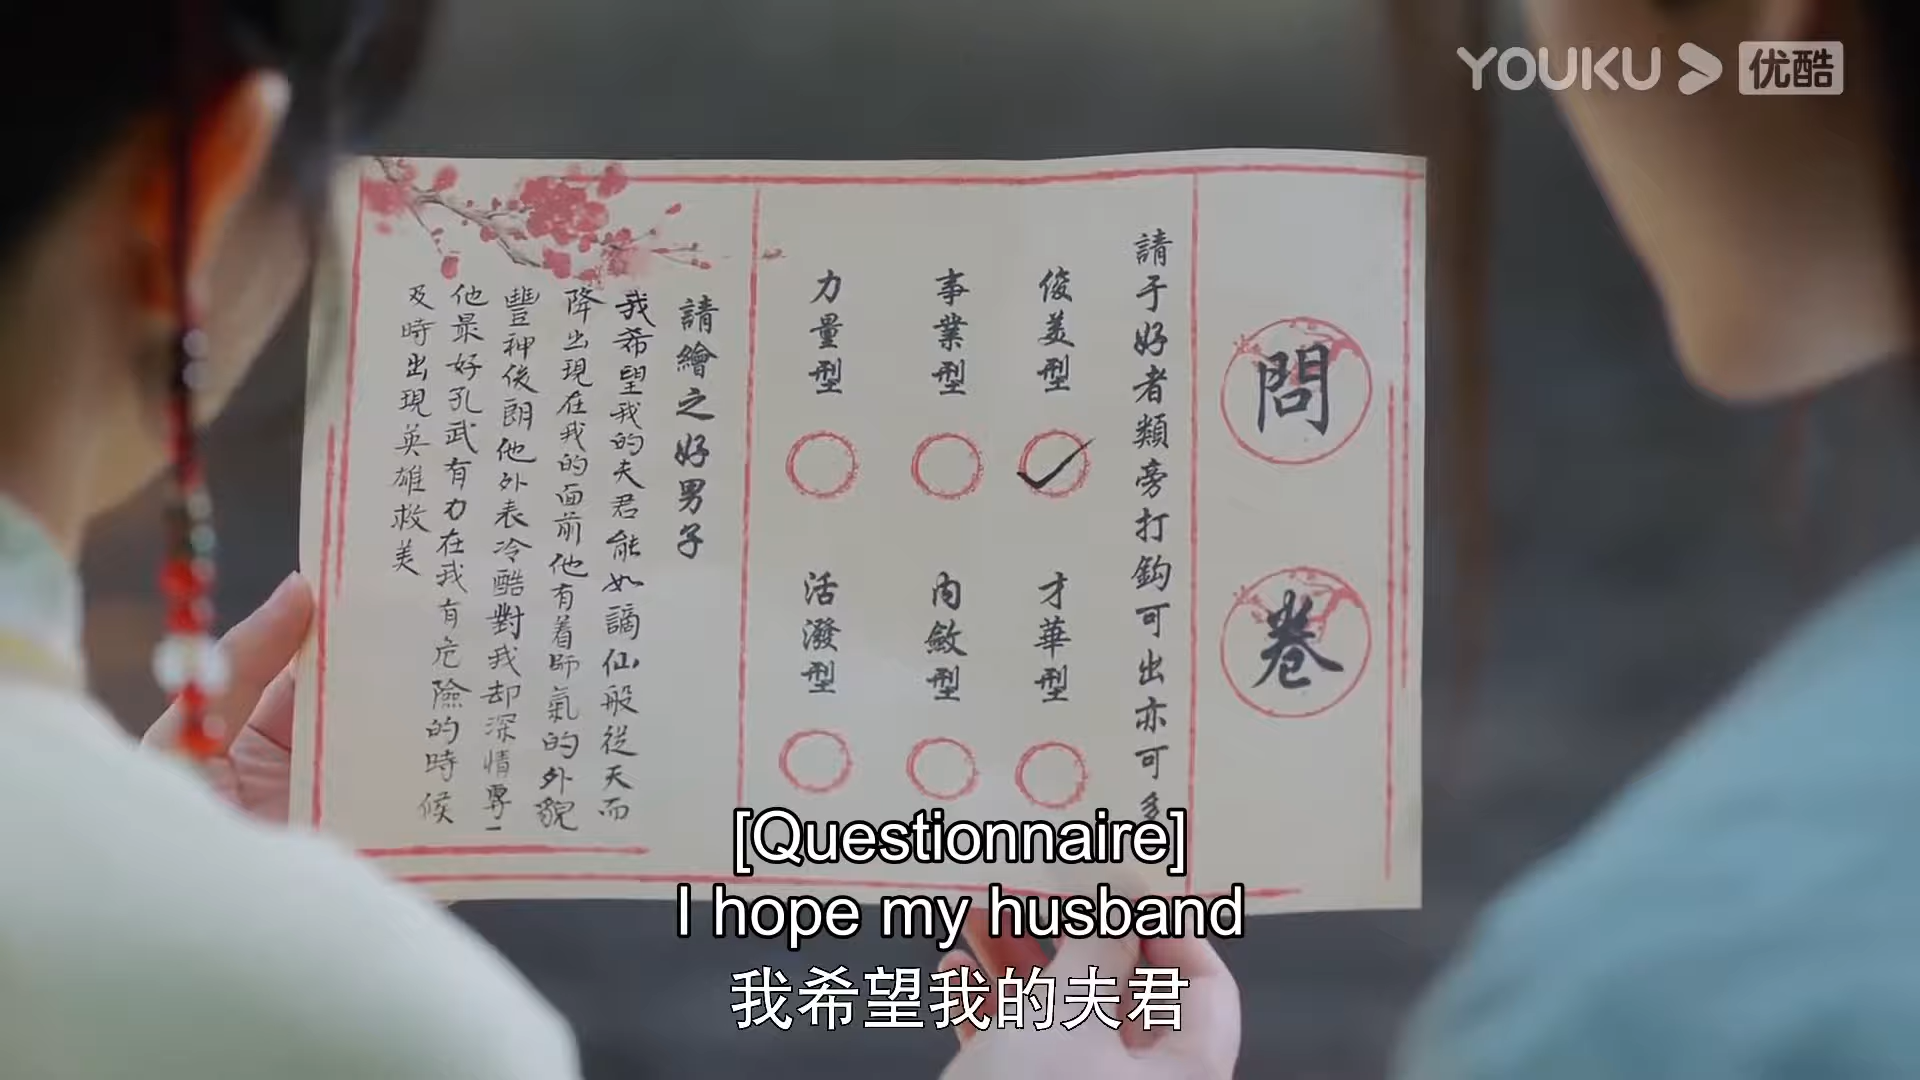 YOUKU 优酷
問卷
請于好者類旁打鈎可出亦可多
俊美型
才華型
事業型
内斂型
力量型
活潑型
請繪之好男子
我希望我的夫君能如謫仙般從天而
降出現在我的面前他有着師氣的外貌
豐神俊朗他外表冷酷對我却深情專一
他最好孔武有力在我有危險的時候
及時出現英雄救美
[Questionnaire]
I hope my husband
我希望我的夫君